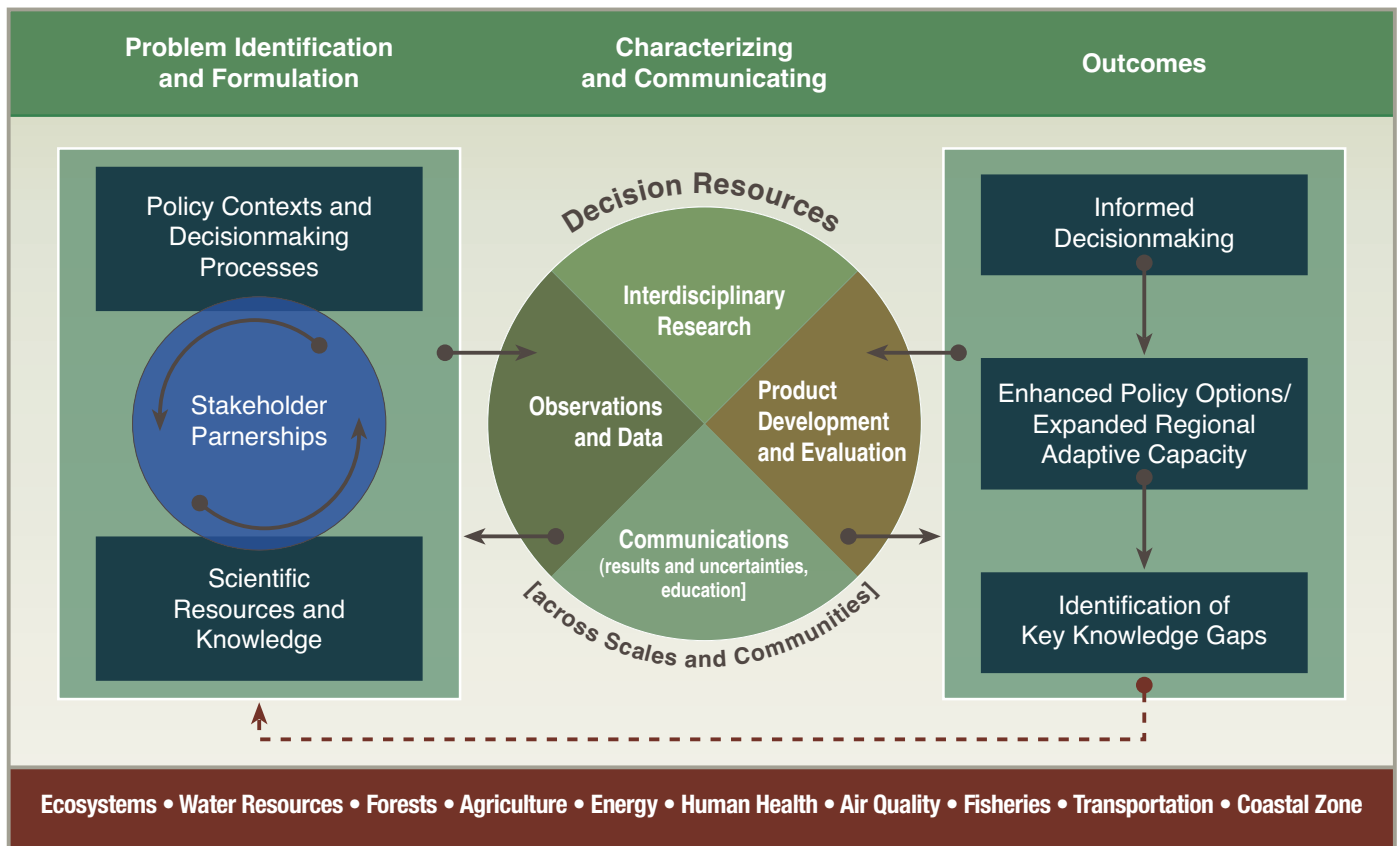 Problem Identification
and Formulation
Characterizing
and Communicating
Outcomes
Policy Contexts and
Decisionmaking
Processes
Stakeholder
Parnerships
Scientific
Resources and
Knowledge
Decision Resources
Interdisciplinary
Research
Observations
and Data
Product
Development
and Evaluation
Communications
(results and uncertainties,
education]
[across Scales and Communities]
Informed
Decisionmaking
Enhanced Policy Options/
Expanded Regional
Adaptive Capacity
Identification of
Key Knowledge Gaps
Ecosystems • Water Resources • Forests • Agriculture • Energy • Human Health • Air Quality • Fisheries • Transportation • Coastal Zone